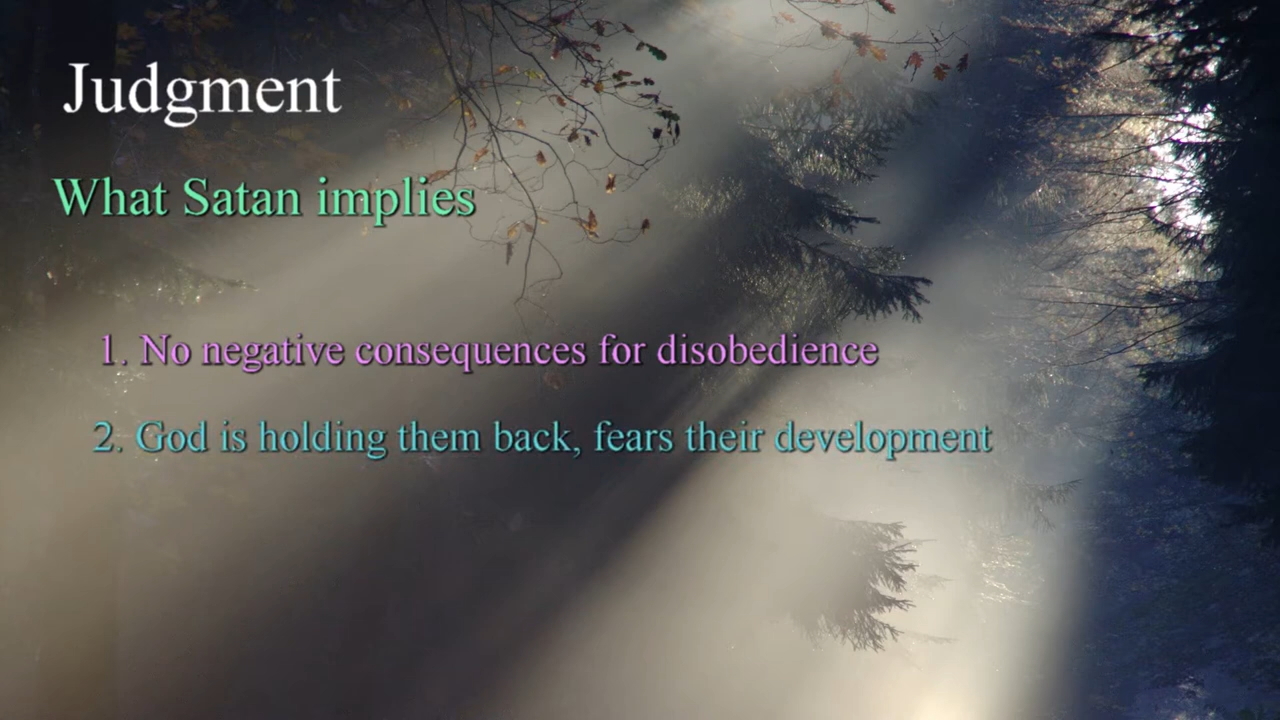 Judgment
What Satan implies
1. No negative consequences for disobedience
2. God is holding them back, fears their development